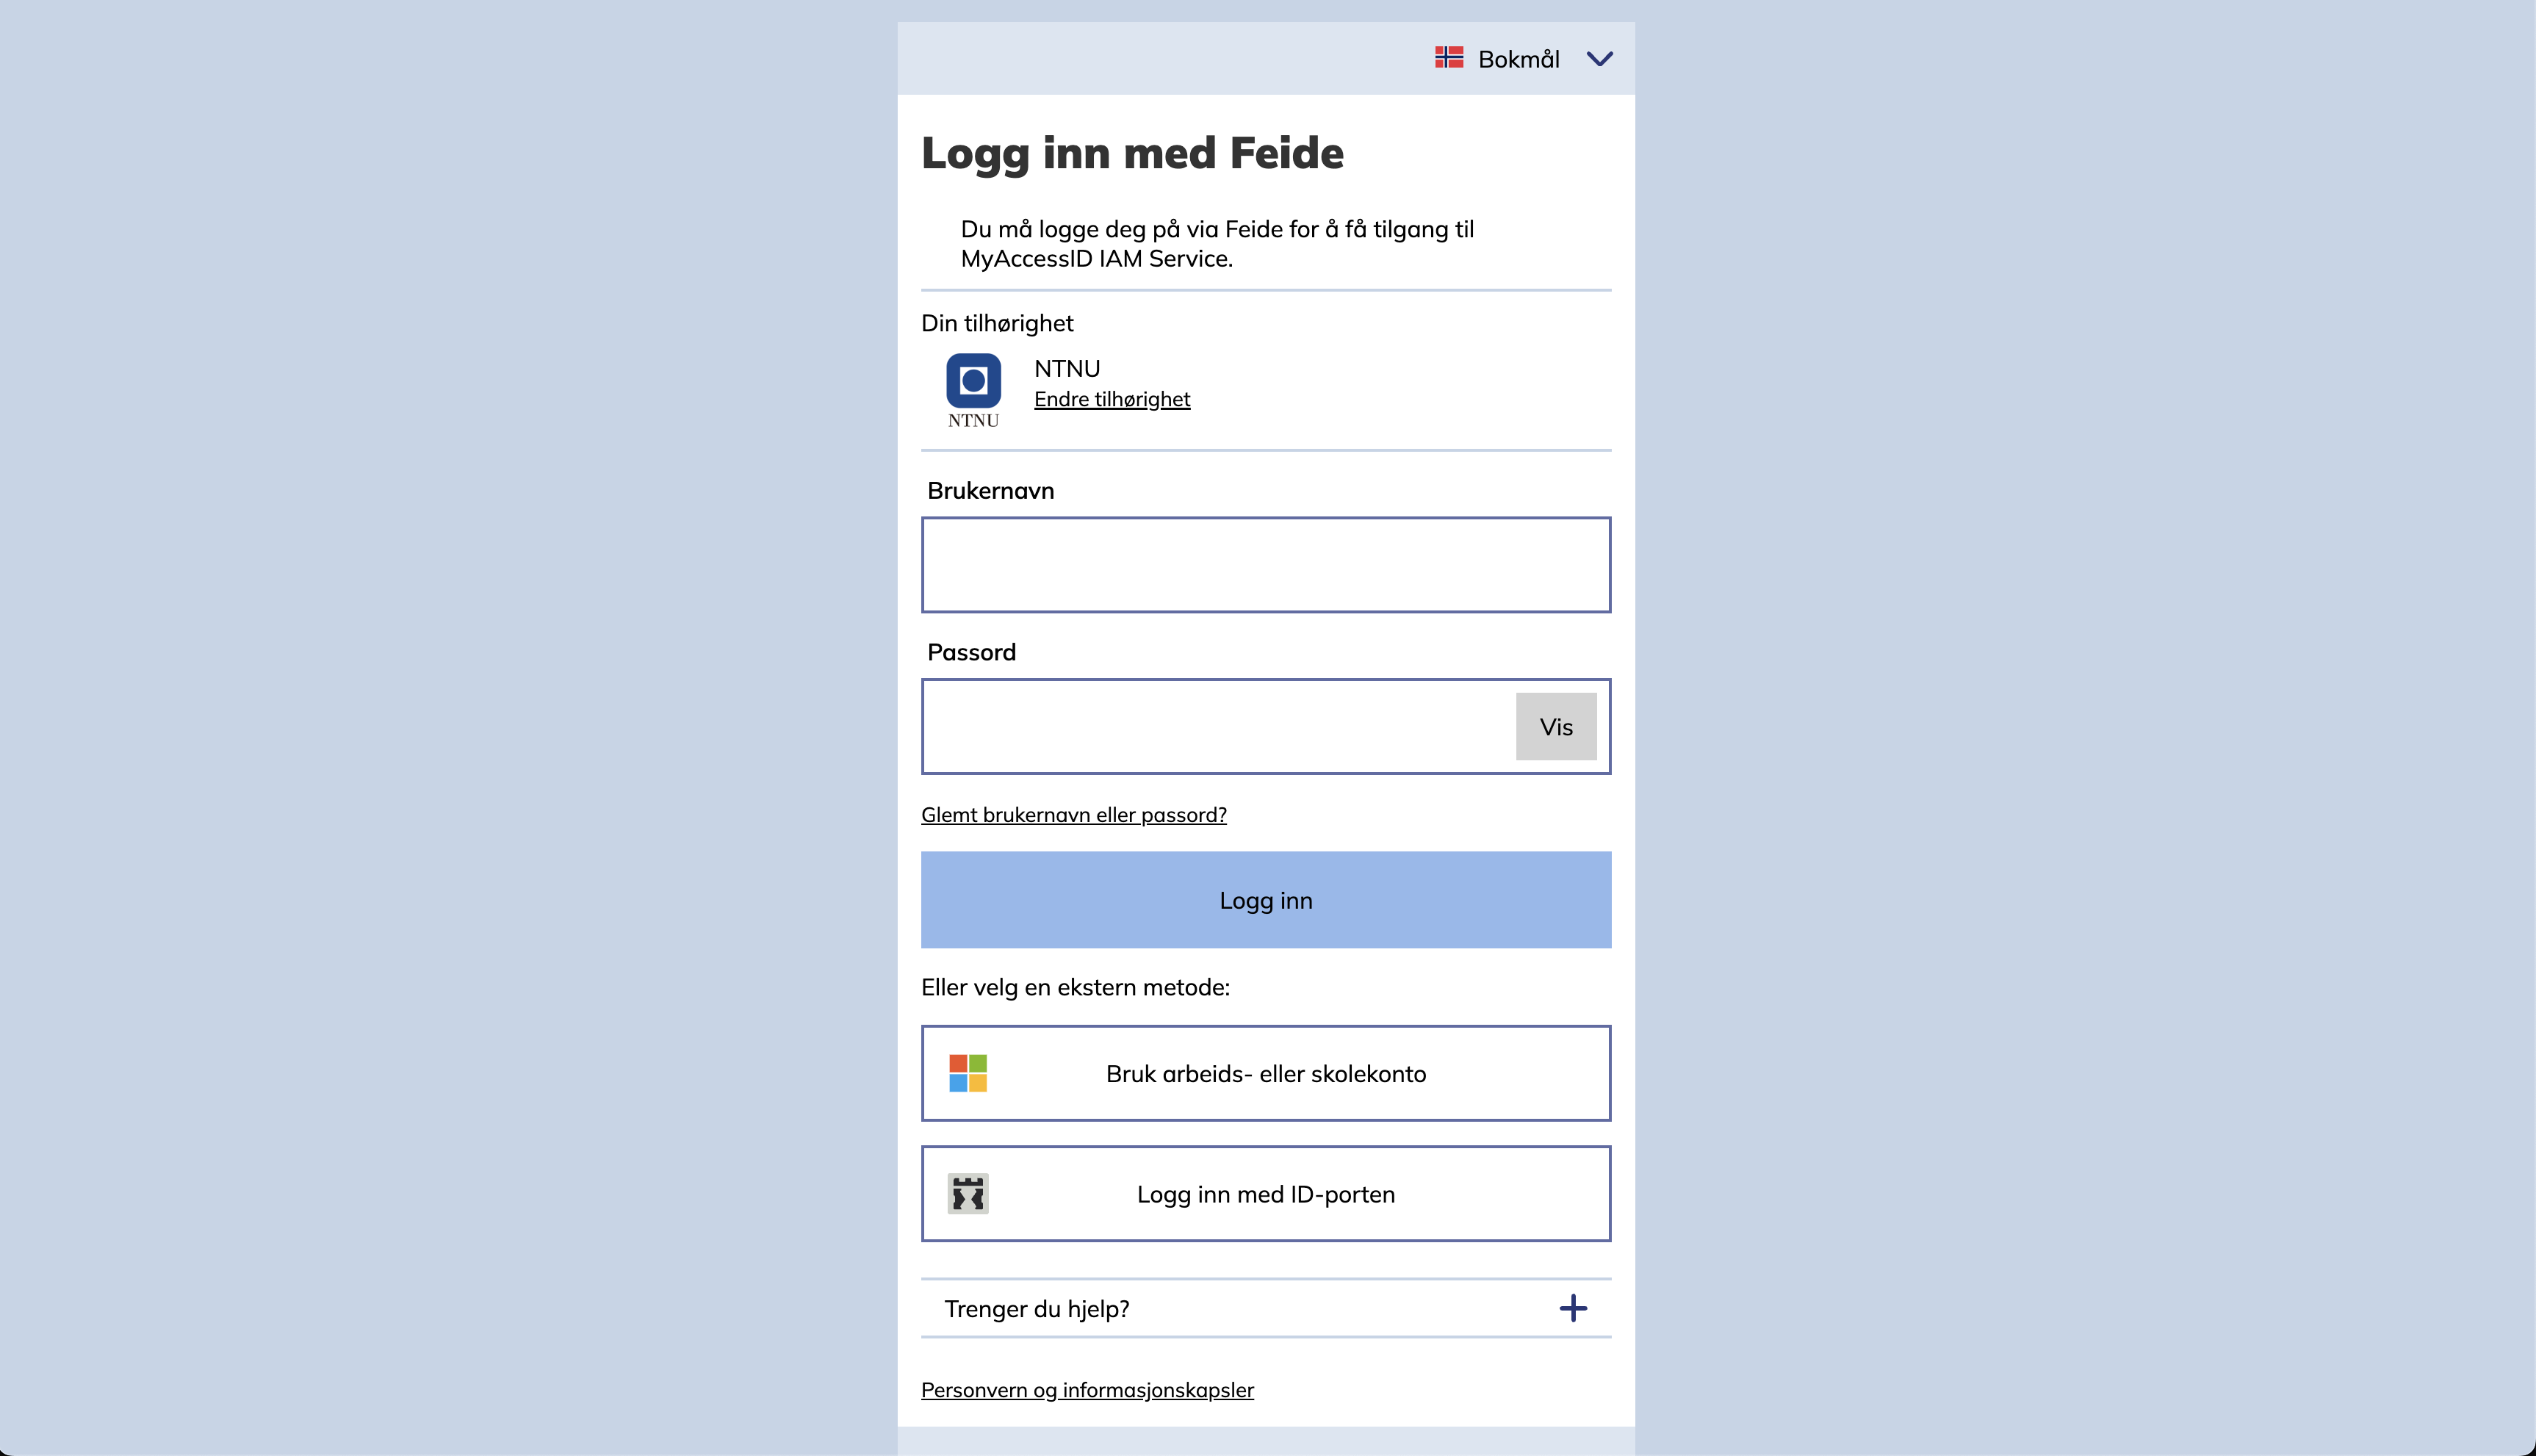 Bokmål
Logg inn med Feide
Du må logge deg på via Feide for å få tilgang til
MyAccessID IAM Service.
Din tilhørighet
NTNU
Endre tilhørighet
NTNU
Brukernavn
Passord
Vis
Glemt brukernavn eller passord?
Logg inn
Eller velg en ekstern metode:
Bruk arbeids- eller skolekonto
Logg inn med ID-porten
Trenger du hjelp?
Personvern og informasjonskapsler